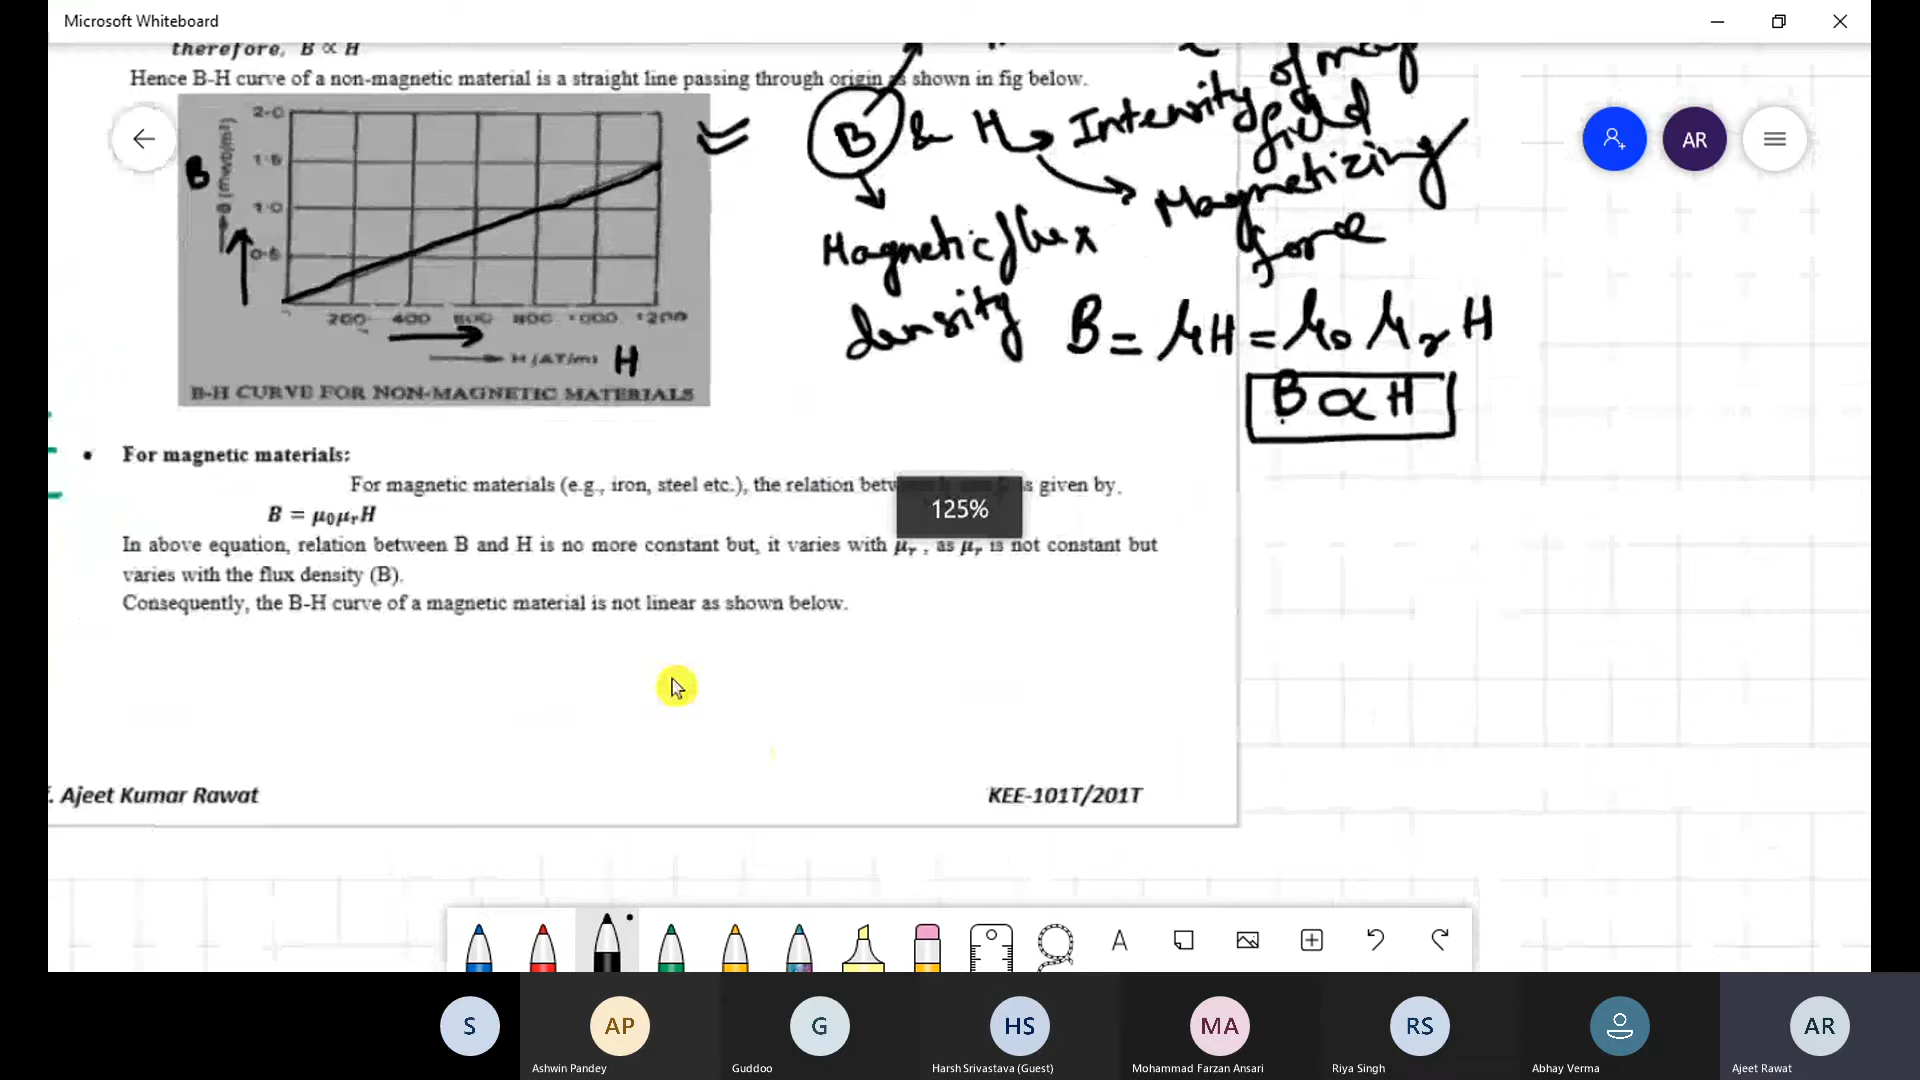 Microsoft Whiteboard
therefore, B ∝ H
Hence B-H curve of a non-magnetic material is a straight line passing through origin as shown in fig below.
2·0
1·5
1·0
0·5
B
B (mwb/m²)
200 400 600 800 1000 1200
H (AT/m) H
B-H CURVE FOR NON-MAGNETIC MATERIALS
B & H → Intensity of mag
field
Magnetizing
force
Magnetic flux
density
B = μH = μ₀ μᵣ H
B ∝ H
AR
• For magnetic materials:
For magnetic materials (e.g., iron, steel etc.), the relation given by,
125%
B = μ₀μᵣH
In above equation, relation between B and H is no more constant but, it varies with μᵣ , as μᵣ is not constant but
varies with the flux density (B).
Consequently, the B-H curve of a magnetic material is not linear as shown below.
. Ajeet Kumar Rawat KEE-101T/201T
A
S AP G HS MA RS AR
Ashwin Pandey Guddoo Harsh Srivastava (Guest) Mohammad Farzan Ansari Riya Singh Abhay Verma Ajeet Rawat